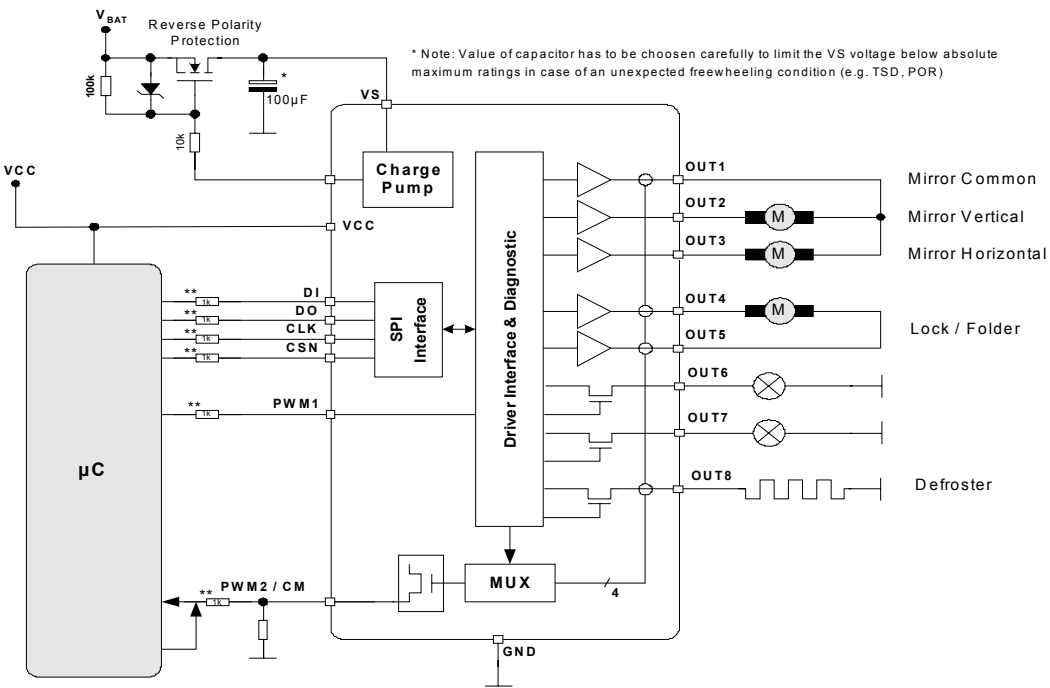 VBAT
Reverse Polarity
Protection
* Note: Value of capacitor has to be choosen carefully to limit the VS voltage below absolute
maximum ratings in case of an unexpected freewheeling condition (e.g. TSD, POR)
100k
*
100µF
VS
10k
Charge
Pump
VCC
VCC
OUT1
Mirror Common
OUT2
M
Mirror Vertical
OUT3
M
Mirror Horizontal
Driver Interface & Diagnostic
** 1k DI
** 1k DO
** 1k CLK
** 1k CSN
SPI
Interface
OUT4
M
Lock / Folder
OUT5
OUT6
** 1k PWM1
OUT7
µC
OUT8
Defroster
MUX
4
** 1k PWM2 / CM
GND